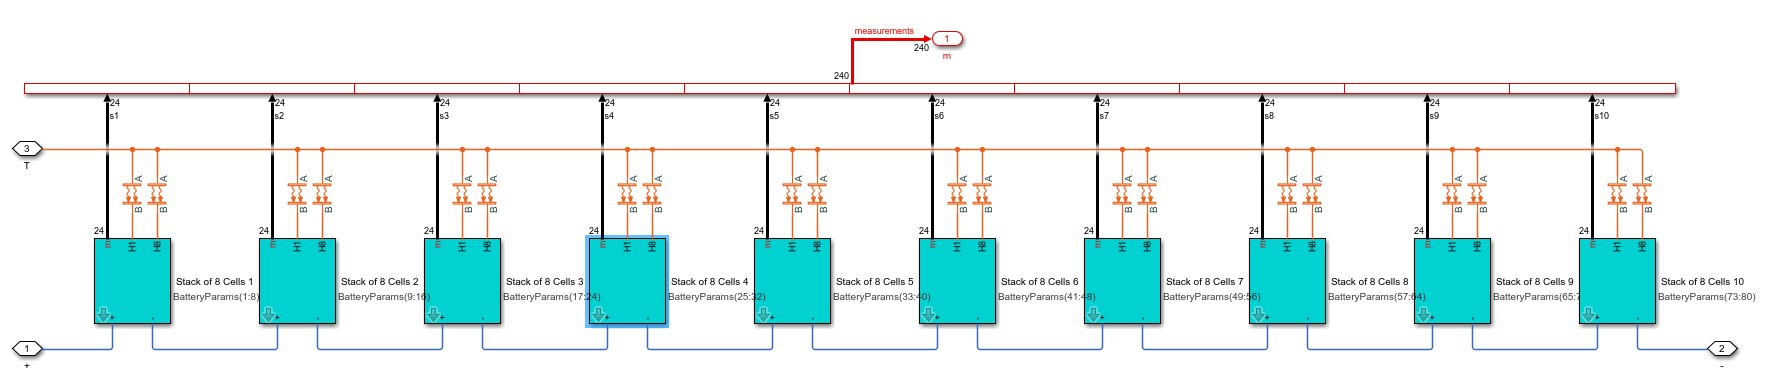 measurements
1
240
m
240
24 24 24 24 24 24 24 24 24 24
s1 s2 s3 s4 s5 s6 s7 s8 s9 s10
3
T
A A A A A A A A A A A A A A A A A A A A
B B B B B B B B B B B B B B B B B B B B
24 24 24 24 24 24 24 24 24 24
m H1 H8 m H1 H8 m H1 H8 m H1 H8 m H1 H8 m H1 H8 m H1 H8 m H1 H8 m H1 H8 m H1 H8
Stack of 8 Cells 1 Stack of 8 Cells 2 Stack of 8 Cells 3 Stack of 8 Cells 4 Stack of 8 Cells 5 Stack of 8 Cells 6 Stack of 8 Cells 7 Stack of 8 Cells 8 Stack of 8 Cells 9 Stack of 8 Cells 10
BatteryParams(1:8) BatteryParams(9:16) BatteryParams(17:24) BatteryParams(25:32) BatteryParams(33:40) BatteryParams(41:48) BatteryParams(49:56) BatteryParams(57:64) BatteryParams(65:7 BatteryParams(73:80)
+ - + - + - + - + - + - + - + - + - + -
1 2
+ -